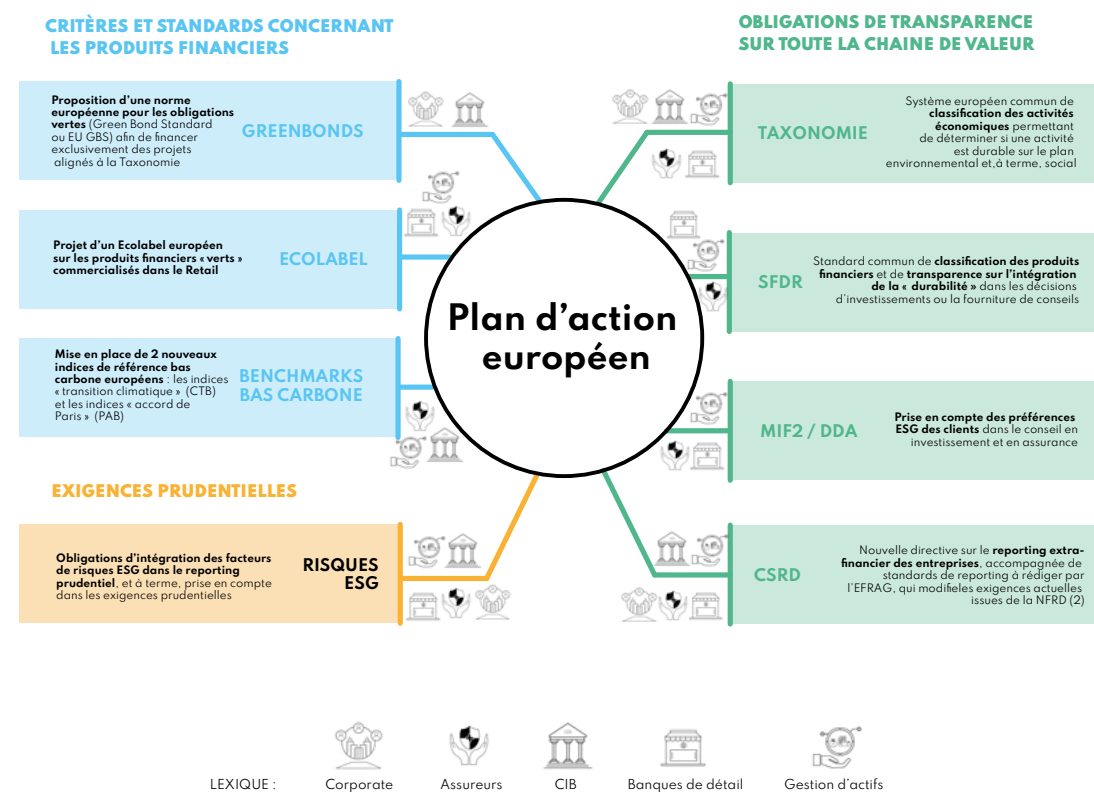 CRITÈRES ET STANDARDS CONCERNANT
LES PRODUITS FINANCIERS
Proposition d'une norme
européenne pour les obligations
vertes (Green Bond Standard
ou EU GBS) afin de financer
exclusivement des projets
alignés à la Taxonomie
GREENBONDS
Projet d'un Ecolabel européen
sur les produits financiers « verts »
commercialisés dans le Retail
ECOLABEL
Mise en place de 2 nouveaux
indices de référence bas
carbone européens : les indices
« transition climatique » (CTB)
et les indices « accord de
Paris » (PAB)
BENCHMARKS
BAS CARBONE
EXIGENCES PRUDENTIELLES
Obligations d'intégration des facteurs
de risques ESG dans le reporting
prudentiel, et à terme, prise en compte
dans les exigences prudentielles
RISQUES
ESG
Plan d'action
européen
OBLIGATIONS DE TRANSPARENCE
SUR TOUTE LA CHAINE DE VALEUR
TAXONOMIE
Système européen commun de
classification des activités
économiques permettant
de déterminer si une activité
est durable sur le plan
environnemental et,à terme, social
SFDR
Standard commun de classification des produits
financiers et de transparence sur l'intégration
de la « durabilité » dans les décisions
d'investissements ou la fourniture de conseils
MIF2 / DDA
Prise en compte des préférences
ESG des clients dans le conseil en
investissement et en assurance
CSRD
Nouvelle directive sur le reporting extra-
financier des entreprises, accompagnée de
standards de reporting à rédiger par
l'EFRAG, qui modifieles exigences actuelles
issues de la NFRD (2)
LEXIQUE :
Corporate
Assureurs
CIB
Banques de détail
Gestion d'actifs